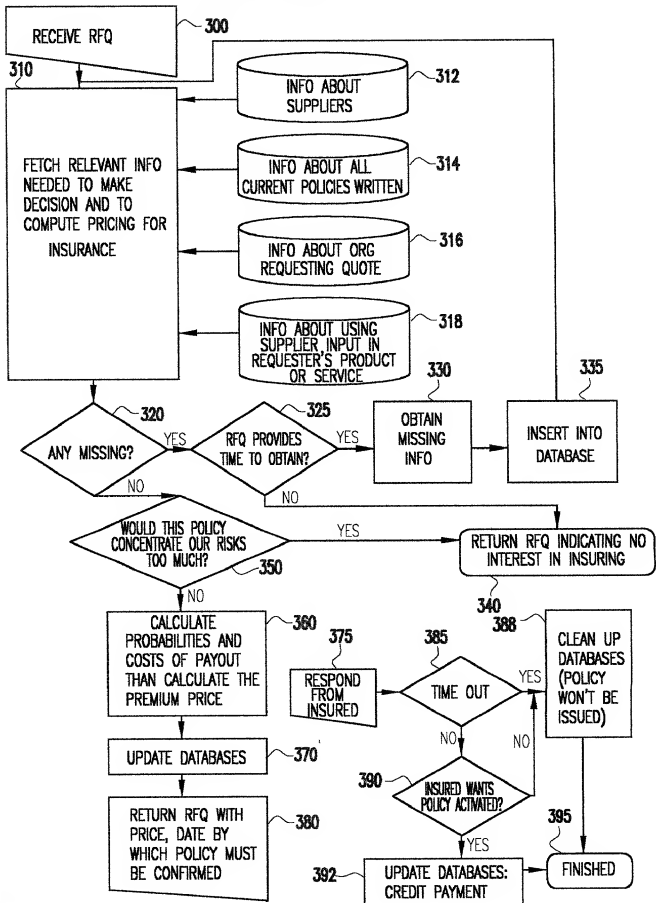 300
RECEIVE RFQ
310
FETCH RELEVANT INFO
NEEDED TO MAKE
DECISION AND TO
COMPUTE PRICING FOR
INSURANCE
312
INFO ABOUT
SUPPLIERS
314
INFO ABOUT ALL
CURRENT POLICIES WRITTEN
316
INFO ABOUT ORG
REQUESTING QUOTE
318
INFO ABOUT USING
SUPPLIER INPUT IN
REQUESTER'S PRODUCT
OR SERVICE
320
ANY MISSING?
YES
NO
325
RFQ PROVIDES
TIME TO OBTAIN?
YES
NO
330
OBTAIN
MISSING
INFO
335
INSERT INTO
DATABASE
WOULD THIS POLICY
CONCENTRATE OUR RISKS
TOO MUCH?
350
YES
NO
RETURN RFQ INDICATING NO
INTEREST IN INSURING
340
360
CALCULATE
PROBABILITIES AND
COSTS OF PAYOUT
THAN CALCULATE THE
PREMIUM PRICE
UPDATE DATABASES
370
RETURN RFQ WITH
PRICE, DATE BY
WHICH POLICY MUST
BE CONFIRMED
380
375
RESPOND
FROM
INSURED
385
TIME OUT
YES
NO
388
CLEAN UP
DATABASES
(POLICY
WON'T BE
ISSUED)
390
INSURED WANTS
POLICY ACTIVATED?
NO
YES
392
UPDATE DATABASES:
CREDIT PAYMENT
395
FINISHED